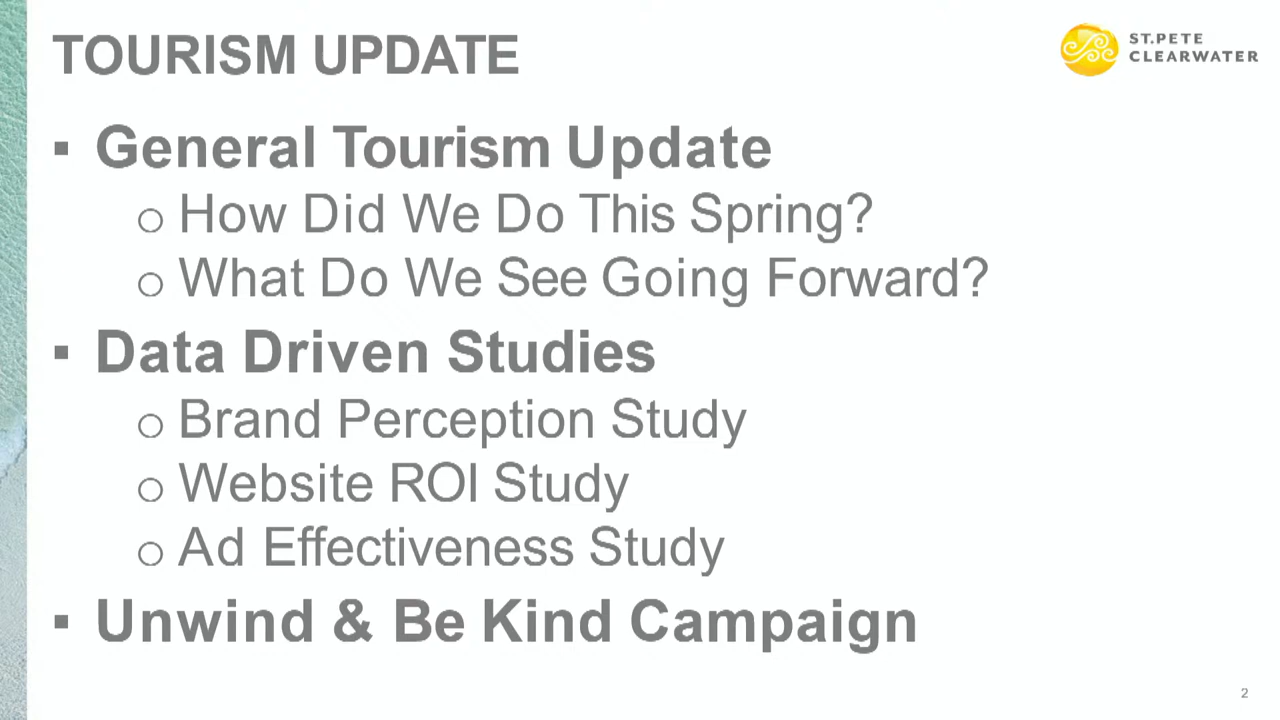 TOURISM UPDATE
ST.PETE
CLEARWATER
▪ General Tourism Update
o How Did We Do This Spring?
o What Do We See Going Forward?
▪ Data Driven Studies
o Brand Perception Study
o Website ROI Study
o Ad Effectiveness Study
▪ Unwind & Be Kind Campaign
2